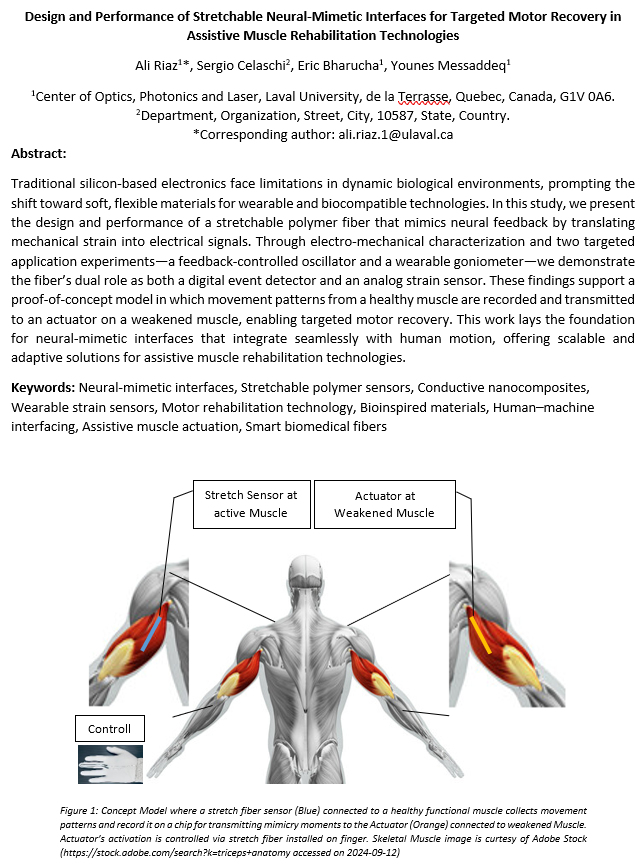 Design and Performance of Stretchable Neural-Mimetic Interfaces for Targeted Motor Recovery in
Assistive Muscle Rehabilitation Technologies
Ali Riaz¹*, Sergio Celaschi², Eric Bharucha¹, Younes Messaddeq¹
¹Center of Optics, Photonics and Laser, Laval University, de la Terrasse, Quebec, Canada, G1V 0A6.
²Department, Organization, Street, City, 10587, State, Country.
*Corresponding author: ali.riaz.1@ulaval.ca
Abstract:
Traditional silicon-based electronics face limitations in dynamic biological environments, prompting the
shift toward soft, flexible materials for wearable and biocompatible technologies. In this study, we present
the design and performance of a stretchable polymer fiber that mimics neural feedback by translating
mechanical strain into electrical signals. Through electro-mechanical characterization and two targeted
application experiments—a feedback-controlled oscillator and a wearable goniometer—we demonstrate
the fiber's dual role as both a digital event detector and an analog strain sensor. These findings support a
proof-of-concept model in which movement patterns from a healthy muscle are recorded and transmitted
to an actuator on a weakened muscle, enabling targeted motor recovery. This work lays the foundation
for neural-mimetic interfaces that integrate seamlessly with human motion, offering scalable and
adaptive solutions for assistive muscle rehabilitation technologies.
Keywords: Neural-mimetic interfaces, Stretchable polymer sensors, Conductive nanocomposites,
Wearable strain sensors, Motor rehabilitation technology, Bioinspired materials, Human–machine
interfacing, Assistive muscle actuation, Smart biomedical fibers
Stretch Sensor at
active Muscle
Actuator at
Weakened Muscle
Controll
Figure 1: Concept Model where a stretch fiber sensor (Blue) connected to a healthy functional muscle collects movement
patterns and record it on a chip for transmitting mimicry moments to the Actuator (Orange) connected to weakened Muscle.
Actuator's activation is controlled via stretch fiber installed on finger. Skeletal Muscle image is curtesy of Adobe Stock
(https://stock.adobe.com/search?k=triceps+anatomy accessed on 2024-09-12)